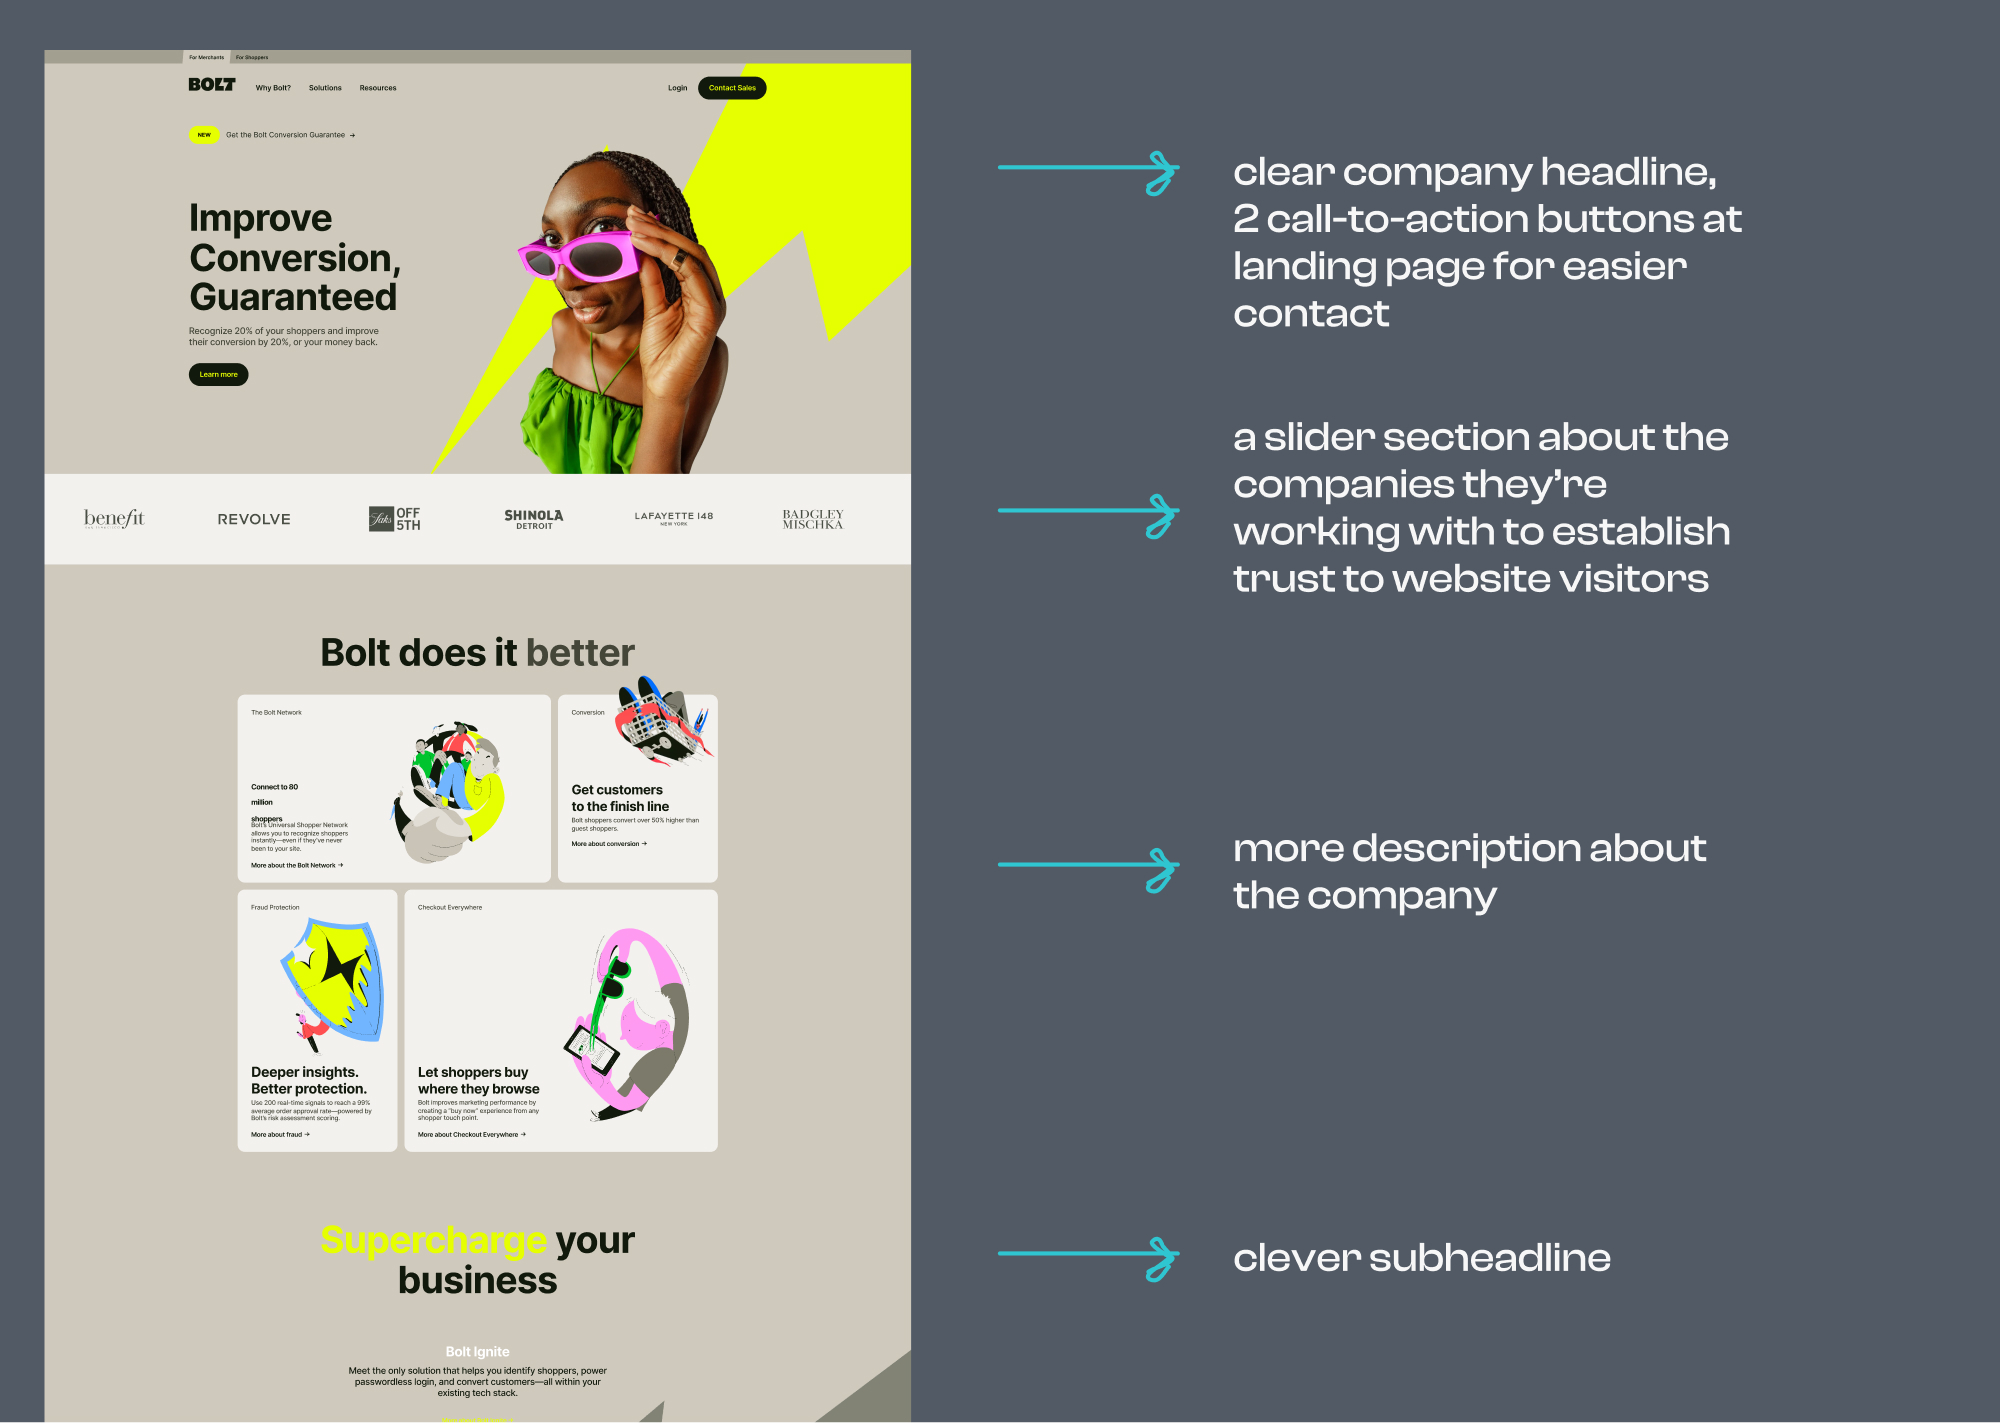 For Merchants For Shoppers
BOLT Why Bolt? Solutions Resources Login Contact Sales
NEW Get the Bolt Conversion Guarantee →
Improve
Conversion,
Guaranteed
Recognize 20% of your shoppers and improve
their conversion by 20%, or your money back.
Learn more
clear company headline,
2 call-to-action buttons at
landing page for easier
contact
benefit
SAN FRANCISCO
REVOLVE
Saks OFF
5TH
SHINOLA
DETROIT
LAFAYETTE 148
NEW YORK
BADGLEY
MISCHKA
a slider section about the
companies they’re
working with to establish
trust to website visitors
Bolt does it better
The Bolt Network
Connect to 80
million
shoppers
Bolt’s Universal Shopper Network
allows you to recognize shoppers
instantly—even if they’ve never
been to your site.
More about the Bolt Network →
Conversion
Get customers
to the finish line
Bolt shoppers convert over 50% higher than
guest shoppers.
More about conversion →
Fraud Protection
Deeper insights.
Better protection.
Use 200 real-time signals to reach a 99%
average order approval rate—powered by
Bolt’s risk assessment scoring.
More about fraud →
Checkout Everywhere
Let shoppers buy
where they browse
Bolt improves marketing performance by
creating a “buy now” experience from any
shopper touch point.
More about Checkout Everywhere →
more description about
the company
Supercharge your
business
Bolt Ignite
Meet the only solution that helps you identify shoppers, power
passwordless login, and convert customers—all within your
existing tech stack.
clever subheadline